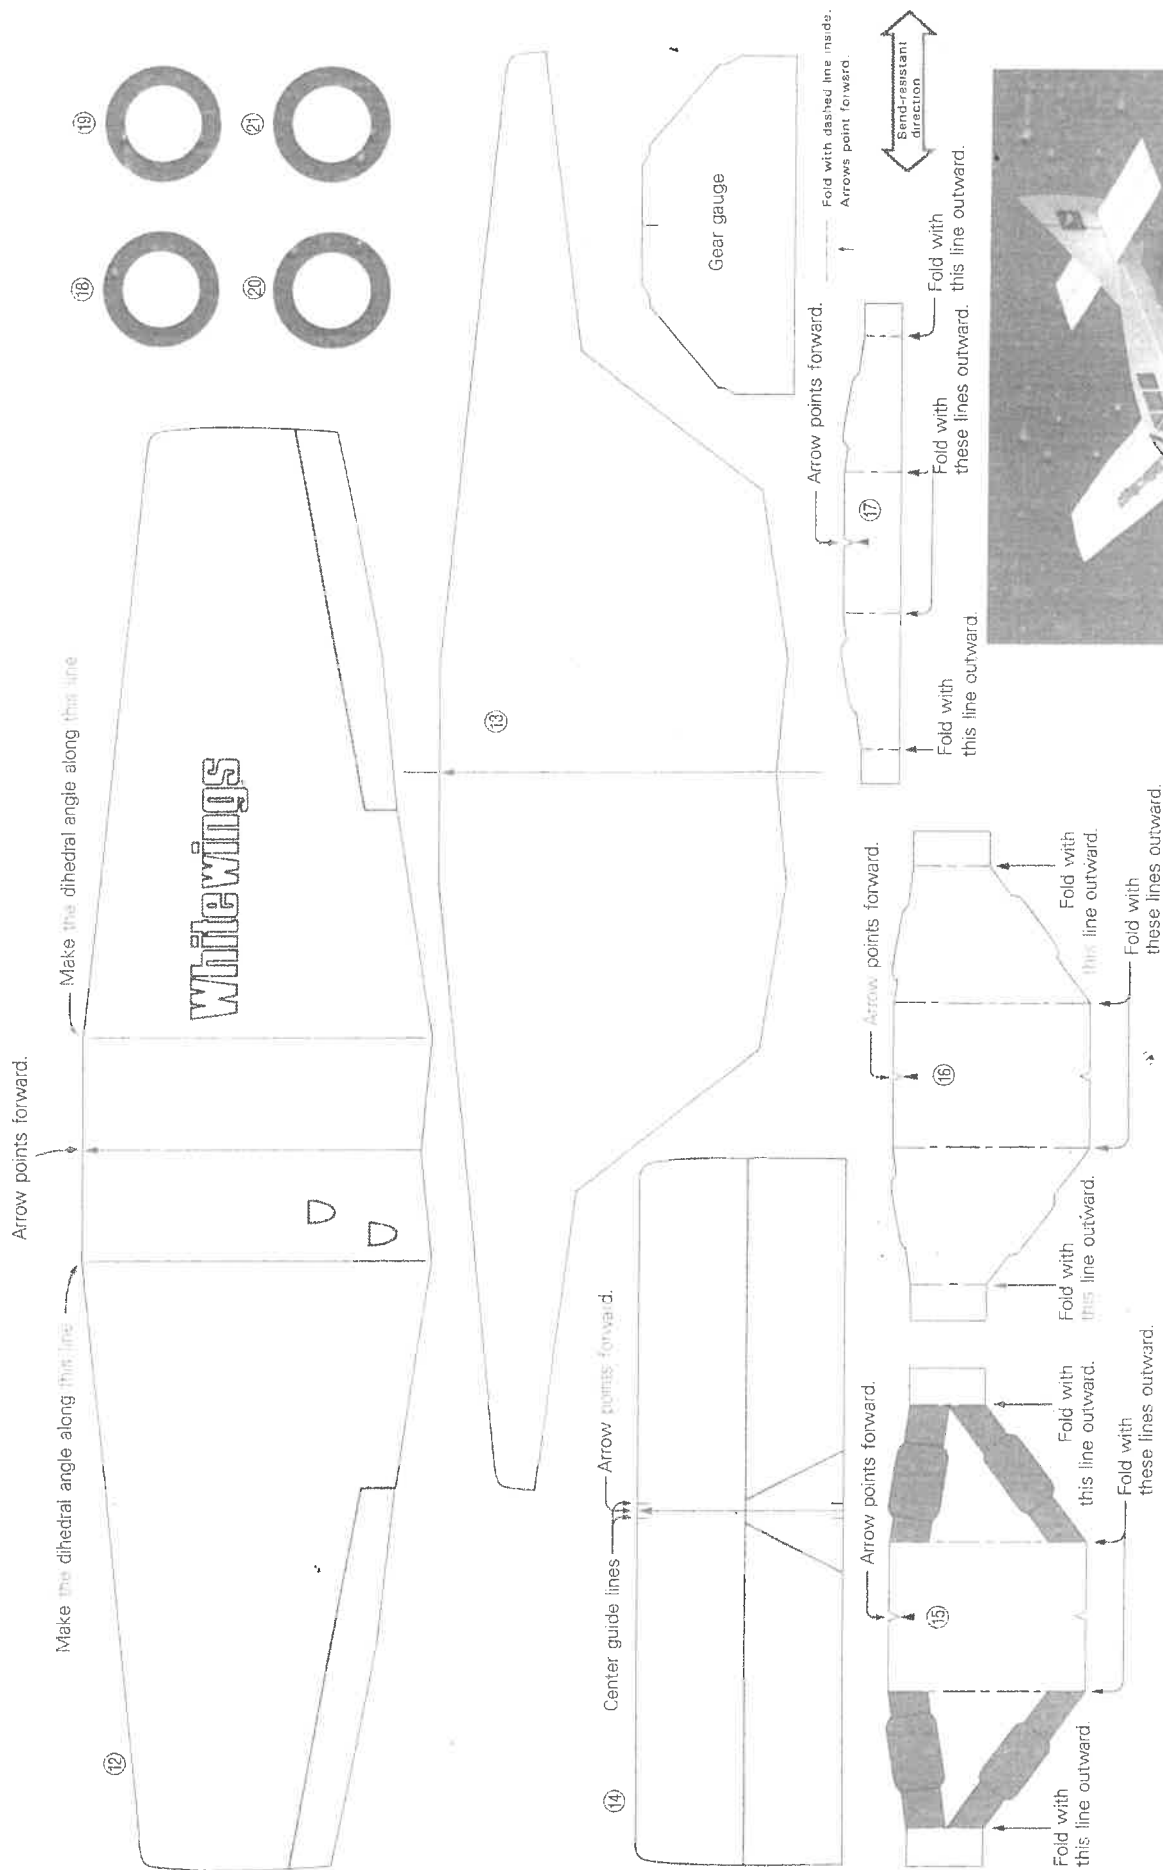 Arrow points forward.
Make the dihedral angle along this line
Make the dihedral angle along this line
⑫
Whitewings
⑱
⑲
⑳
㉑
⑬
⑭
Center guide lines
Arrow points forward.
Gear gauge
Fold with dashed line inside.
Arrows point forward.
Bend-resistant
direction
Arrow points forward.
⑮
Fold with
this line outward.
Fold with
this line outward.
Fold with
these lines outward.
Arrow points forward.
⑯
Fold with
this line outward.
Fold with
this line outward.
Fold with
these lines outward.
Arrow points forward.
⑰
Fold with
this line outward.
Fold with
these lines outward.
Fold with
this line outward.